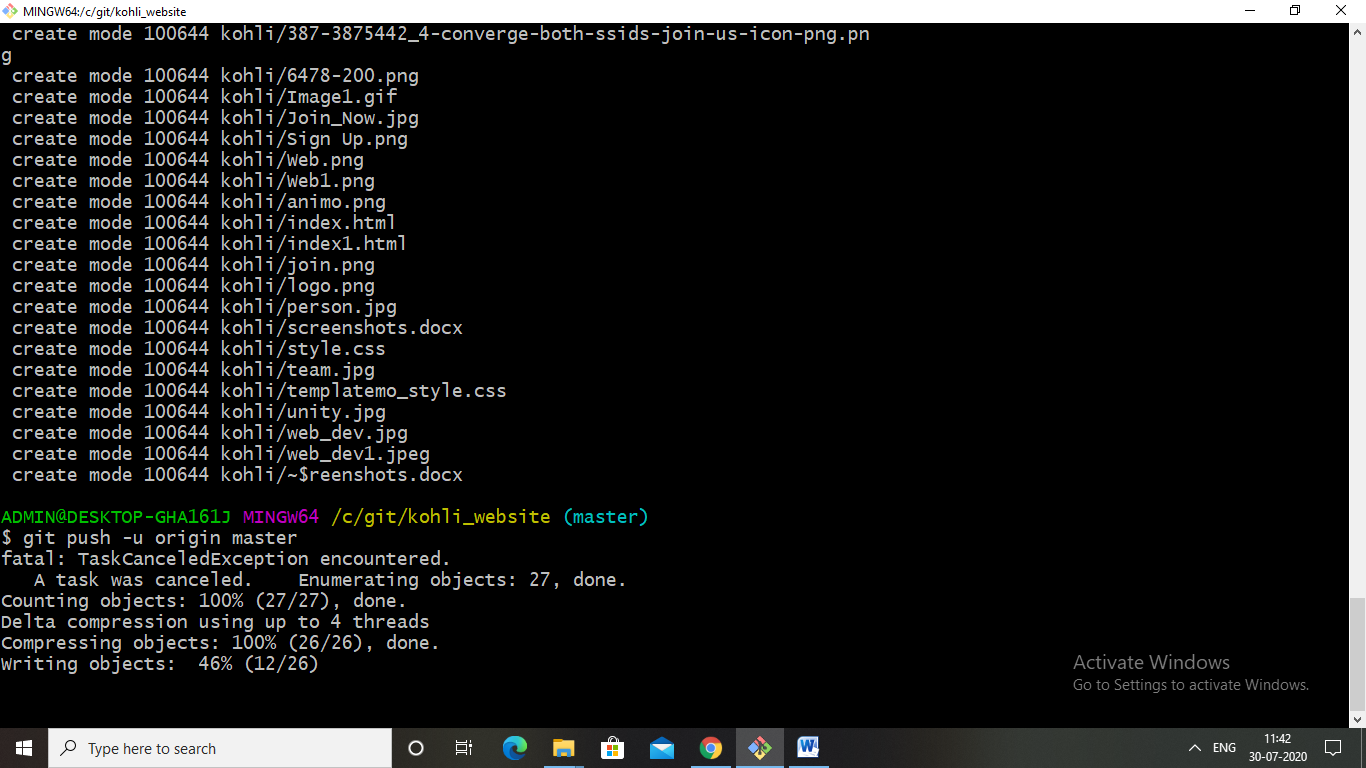 MINGW64:/c/git/kohli_website
create mode 100644 kohli/387-3875442_4-converge-both-ssids-join-us-icon-png.pn
g
create mode 100644 kohli/6478-200.png
create mode 100644 kohli/Image1.gif
create mode 100644 kohli/Join_Now.jpg
create mode 100644 kohli/Sign Up.png
create mode 100644 kohli/Web.png
create mode 100644 kohli/Web1.png
create mode 100644 kohli/animo.png
create mode 100644 kohli/index.html
create mode 100644 kohli/index1.html
create mode 100644 kohli/join.png
create mode 100644 kohli/logo.png
create mode 100644 kohli/person.jpg
create mode 100644 kohli/screenshots.docx
create mode 100644 kohli/style.css
create mode 100644 kohli/team.jpg
create mode 100644 kohli/templatemo_style.css
create mode 100644 kohli/unity.jpg
create mode 100644 kohli/web_dev.jpg
create mode 100644 kohli/web_dev1.jpeg
create mode 100644 kohli/~$reenshots.docx
ADMIN@DESKTOP-GHA161J MINGW64 /c/git/kohli_website (master)
$ git push -u origin master
fatal: TaskCanceledException encountered.
A task was canceled.    Enumerating objects: 27, done.
Counting objects: 100% (27/27), done.
Delta compression using up to 4 threads
Compressing objects: 100% (26/26), done.
Writing objects:  46% (12/26)
Activate Windows
Go to Settings to activate Windows.
Type here to search
ENG
11:42
30-07-2020